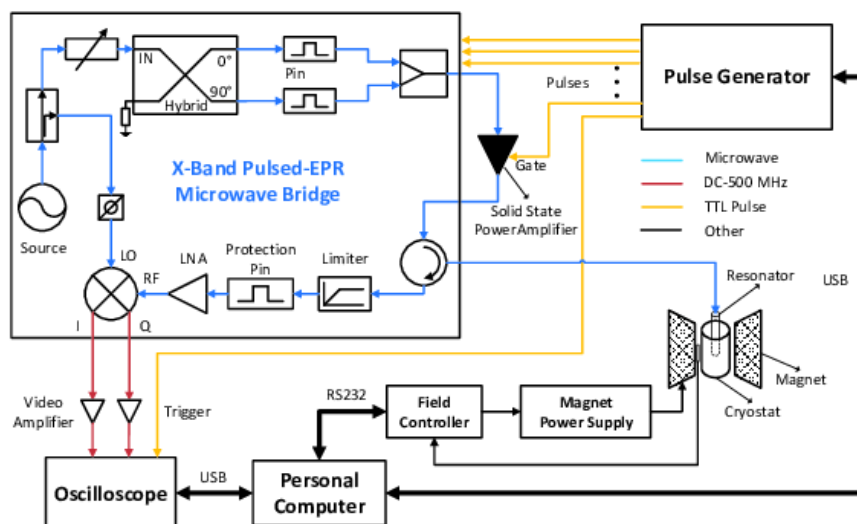 IN
0°
90°
Hybrid
Pin
Pulses
Pulse Generator
X-Band Pulsed-EPR
Microwave Bridge
Gate
Solid State
PowerAmplifier
Microwave
DC-500 MHz
TTL Pulse
Other
Source
LO
RF
LNA
Protection
Pin
Limiter
I
Q
Resonator
USB
Magnet
Cryostat
Video
Amplifier
Trigger
RS232
Field
Controller
Magnet
Power Supply
Oscilloscope
USB
Personal
Computer